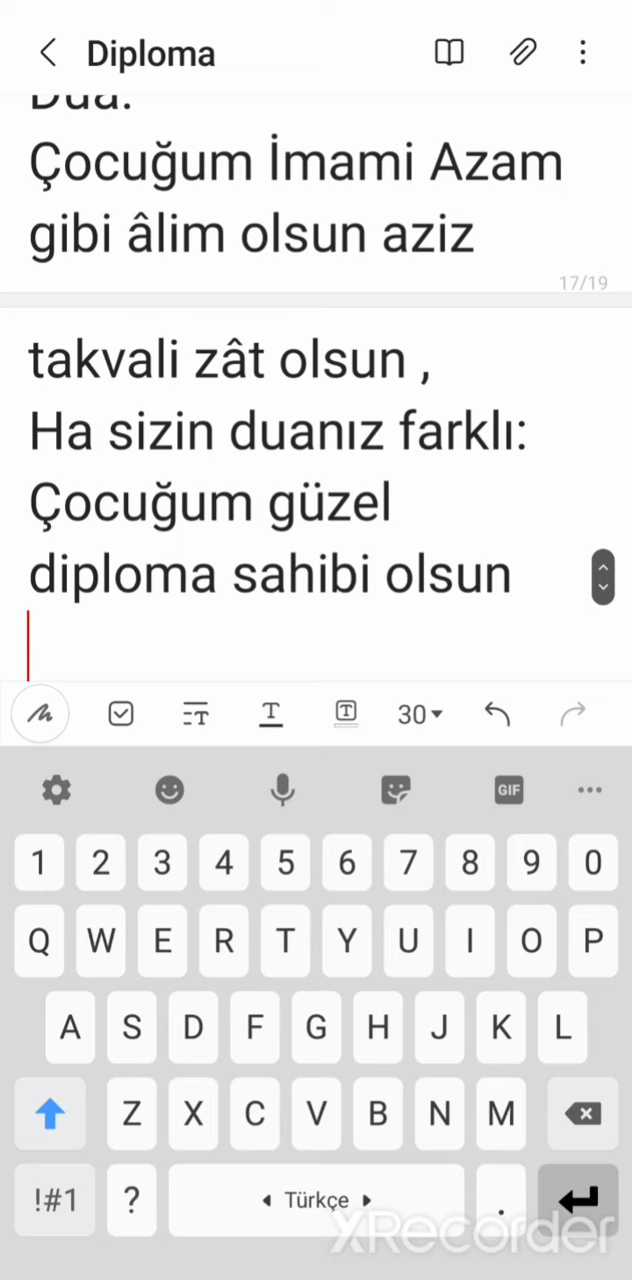 Diploma
Dua:
Çocuğum İmami Azam
gibi âlim olsun aziz
17/19
takvali zât olsun ,
Ha sizin duanız farklı:
Çocuğum güzel
diploma sahibi olsun
T T T 30
GIF
1 2 3 4 5 6 7 8 9 0
Q W E R T Y U I O P
A S D F G H J K L
Z X C V B N M
!#1 ? Türkçe .
XRecorder